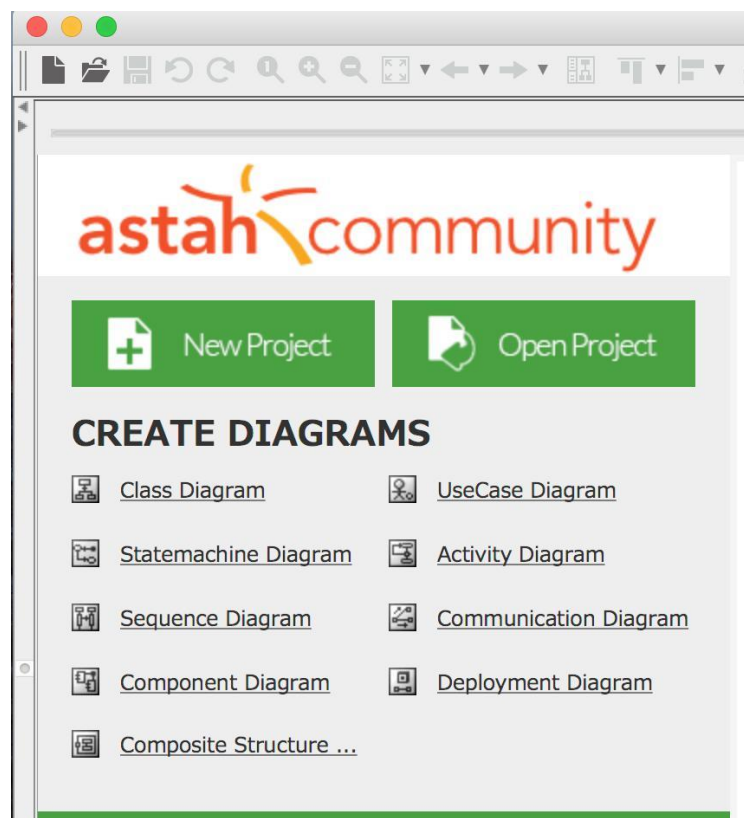 astah community
New Project
Open Project
CREATE DIAGRAMS
Class Diagram
UseCase Diagram
Statemachine Diagram
Activity Diagram
Sequence Diagram
Communication Diagram
Component Diagram
Deployment Diagram
Composite Structure ...